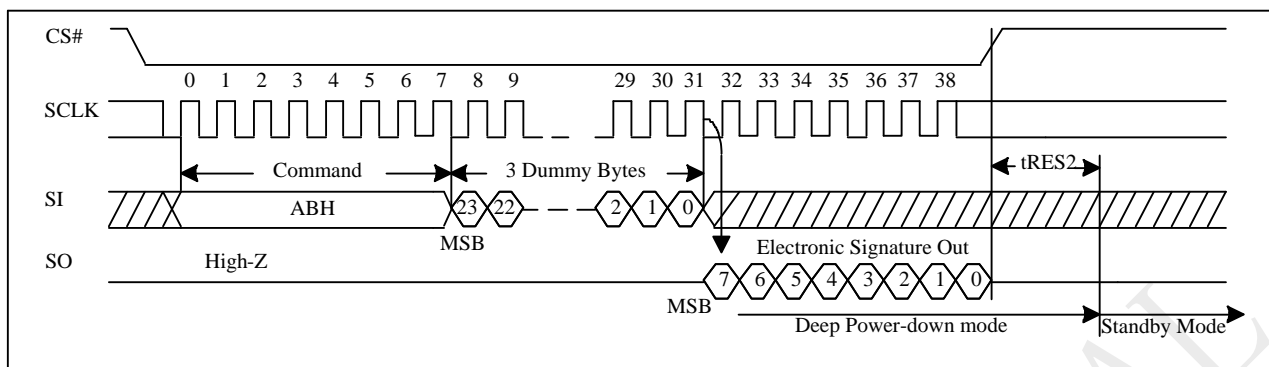 CS#
0 1 2 3 4 5 6 7 8 9 29 30 31 32 33 34 35 36 37 38
SCLK
Command 3 Dummy Bytes tRES2
SI ABH 23 22 2 1 0
MSB
Electronic Signature Out
SO High-Z
7 6 5 4 3 2 1 0
MSB
Deep Power-down mode Standby Mode